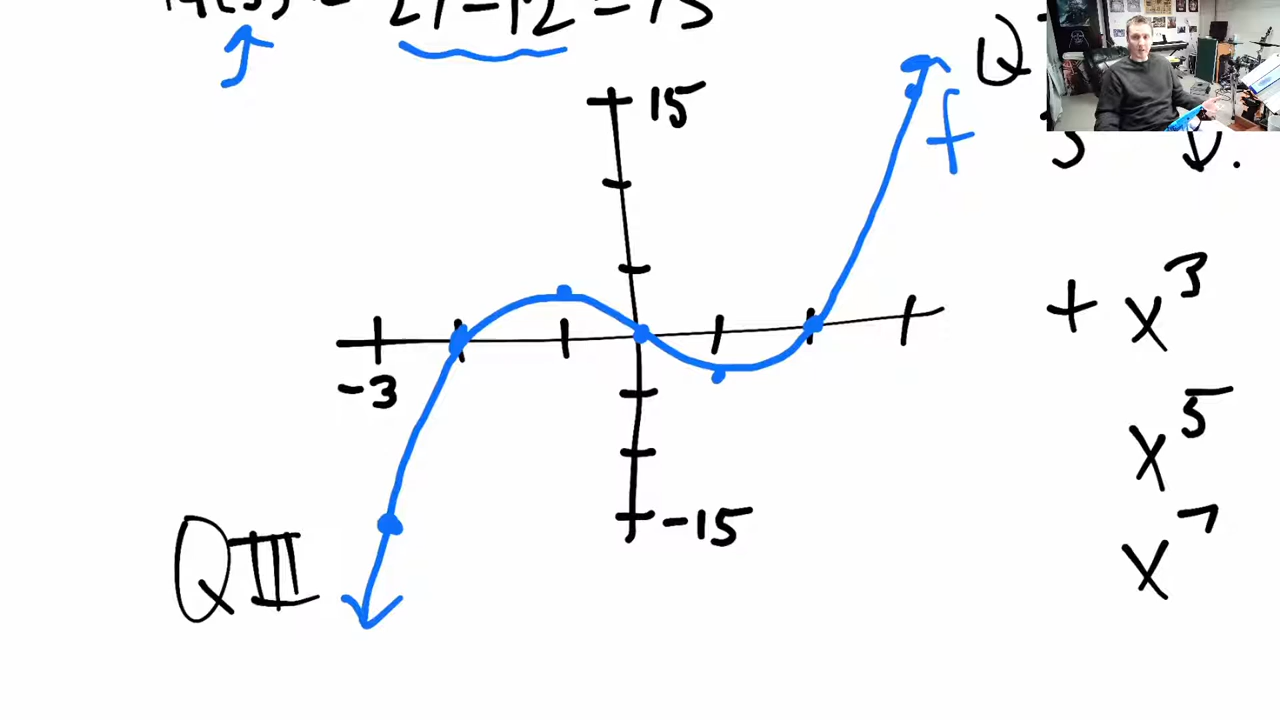 27 - 12 = 15
Q
15
f
-3
+ x³
x⁵
-15
QIII
x⁷